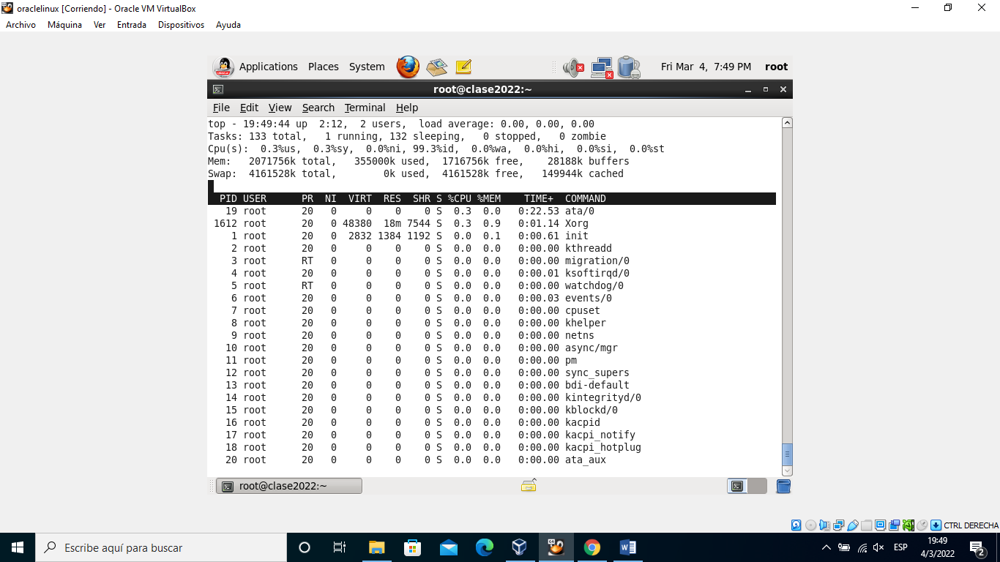 oraclelinux [Corriendo] - Oracle VM VirtualBox
Archivo Máquina Ver Entrada Dispositivos Ayuda
Applications Places System Fri Mar 4, 7:49 PM root
root@clase2022:~
File Edit View Search Terminal Help
top - 19:49:44 up  2:12,  2 users,  load average: 0.00, 0.00, 0.00
Tasks: 133 total,   1 running, 132 sleeping,   0 stopped,   0 zombie
Cpu(s):  0.3%us,  0.3%sy,  0.0%ni, 99.3%id,  0.0%wa,  0.0%hi,  0.0%si,  0.0%st
Mem:   2071756k total,   355000k used,  1716756k free,    28188k buffers
Swap:  4161528k total,        0k used,  4161528k free,   149944k cached
PID USER      PR  NI  VIRT  RES  SHR S %CPU %MEM    TIME+  COMMAND
19 root      20   0     0    0    0 S  0.3  0.0   0:22.53 ata/0
1612 root      20   0 48380  18m 7544 S  0.3  0.9   0:01.14 Xorg
1 root      20   0  2832 1384 1192 S  0.0  0.1   0:00.61 init
2 root      20   0     0    0    0 S  0.0  0.0   0:00.00 kthreadd
3 root      RT   0     0    0    0 S  0.0  0.0   0:00.00 migration/0
4 root      20   0     0    0    0 S  0.0  0.0   0:00.01 ksoftirqd/0
5 root      RT   0     0    0    0 S  0.0  0.0   0:00.00 watchdog/0
6 root      20   0     0    0    0 S  0.0  0.0   0:00.03 events/0
7 root      20   0     0    0    0 S  0.0  0.0   0:00.00 cpuset
8 root      20   0     0    0    0 S  0.0  0.0   0:00.00 khelper
9 root      20   0     0    0    0 S  0.0  0.0   0:00.00 netns
10 root      20   0     0    0    0 S  0.0  0.0   0:00.00 async/mgr
11 root      20   0     0    0    0 S  0.0  0.0   0:00.00 pm
12 root      20   0     0    0    0 S  0.0  0.0   0:00.00 sync_supers
13 root      20   0     0    0    0 S  0.0  0.0   0:00.00 bdi-default
14 root      20   0     0    0    0 S  0.0  0.0   0:00.00 kintegrityd/0
15 root      20   0     0    0    0 S  0.0  0.0   0:00.00 kblockd/0
16 root      20   0     0    0    0 S  0.0  0.0   0:00.00 kacpid
17 root      20   0     0    0    0 S  0.0  0.0   0:00.00 kacpi_notify
18 root      20   0     0    0    0 S  0.0  0.0   0:00.00 kacpi_hotplug
20 root      20   0     0    0    0 S  0.0  0.0   0:00.00 ata_aux
root@clase2022:~
CTRL DERECHA
Escribe aquí para buscar
ESP
19:49
4/3/2022
2